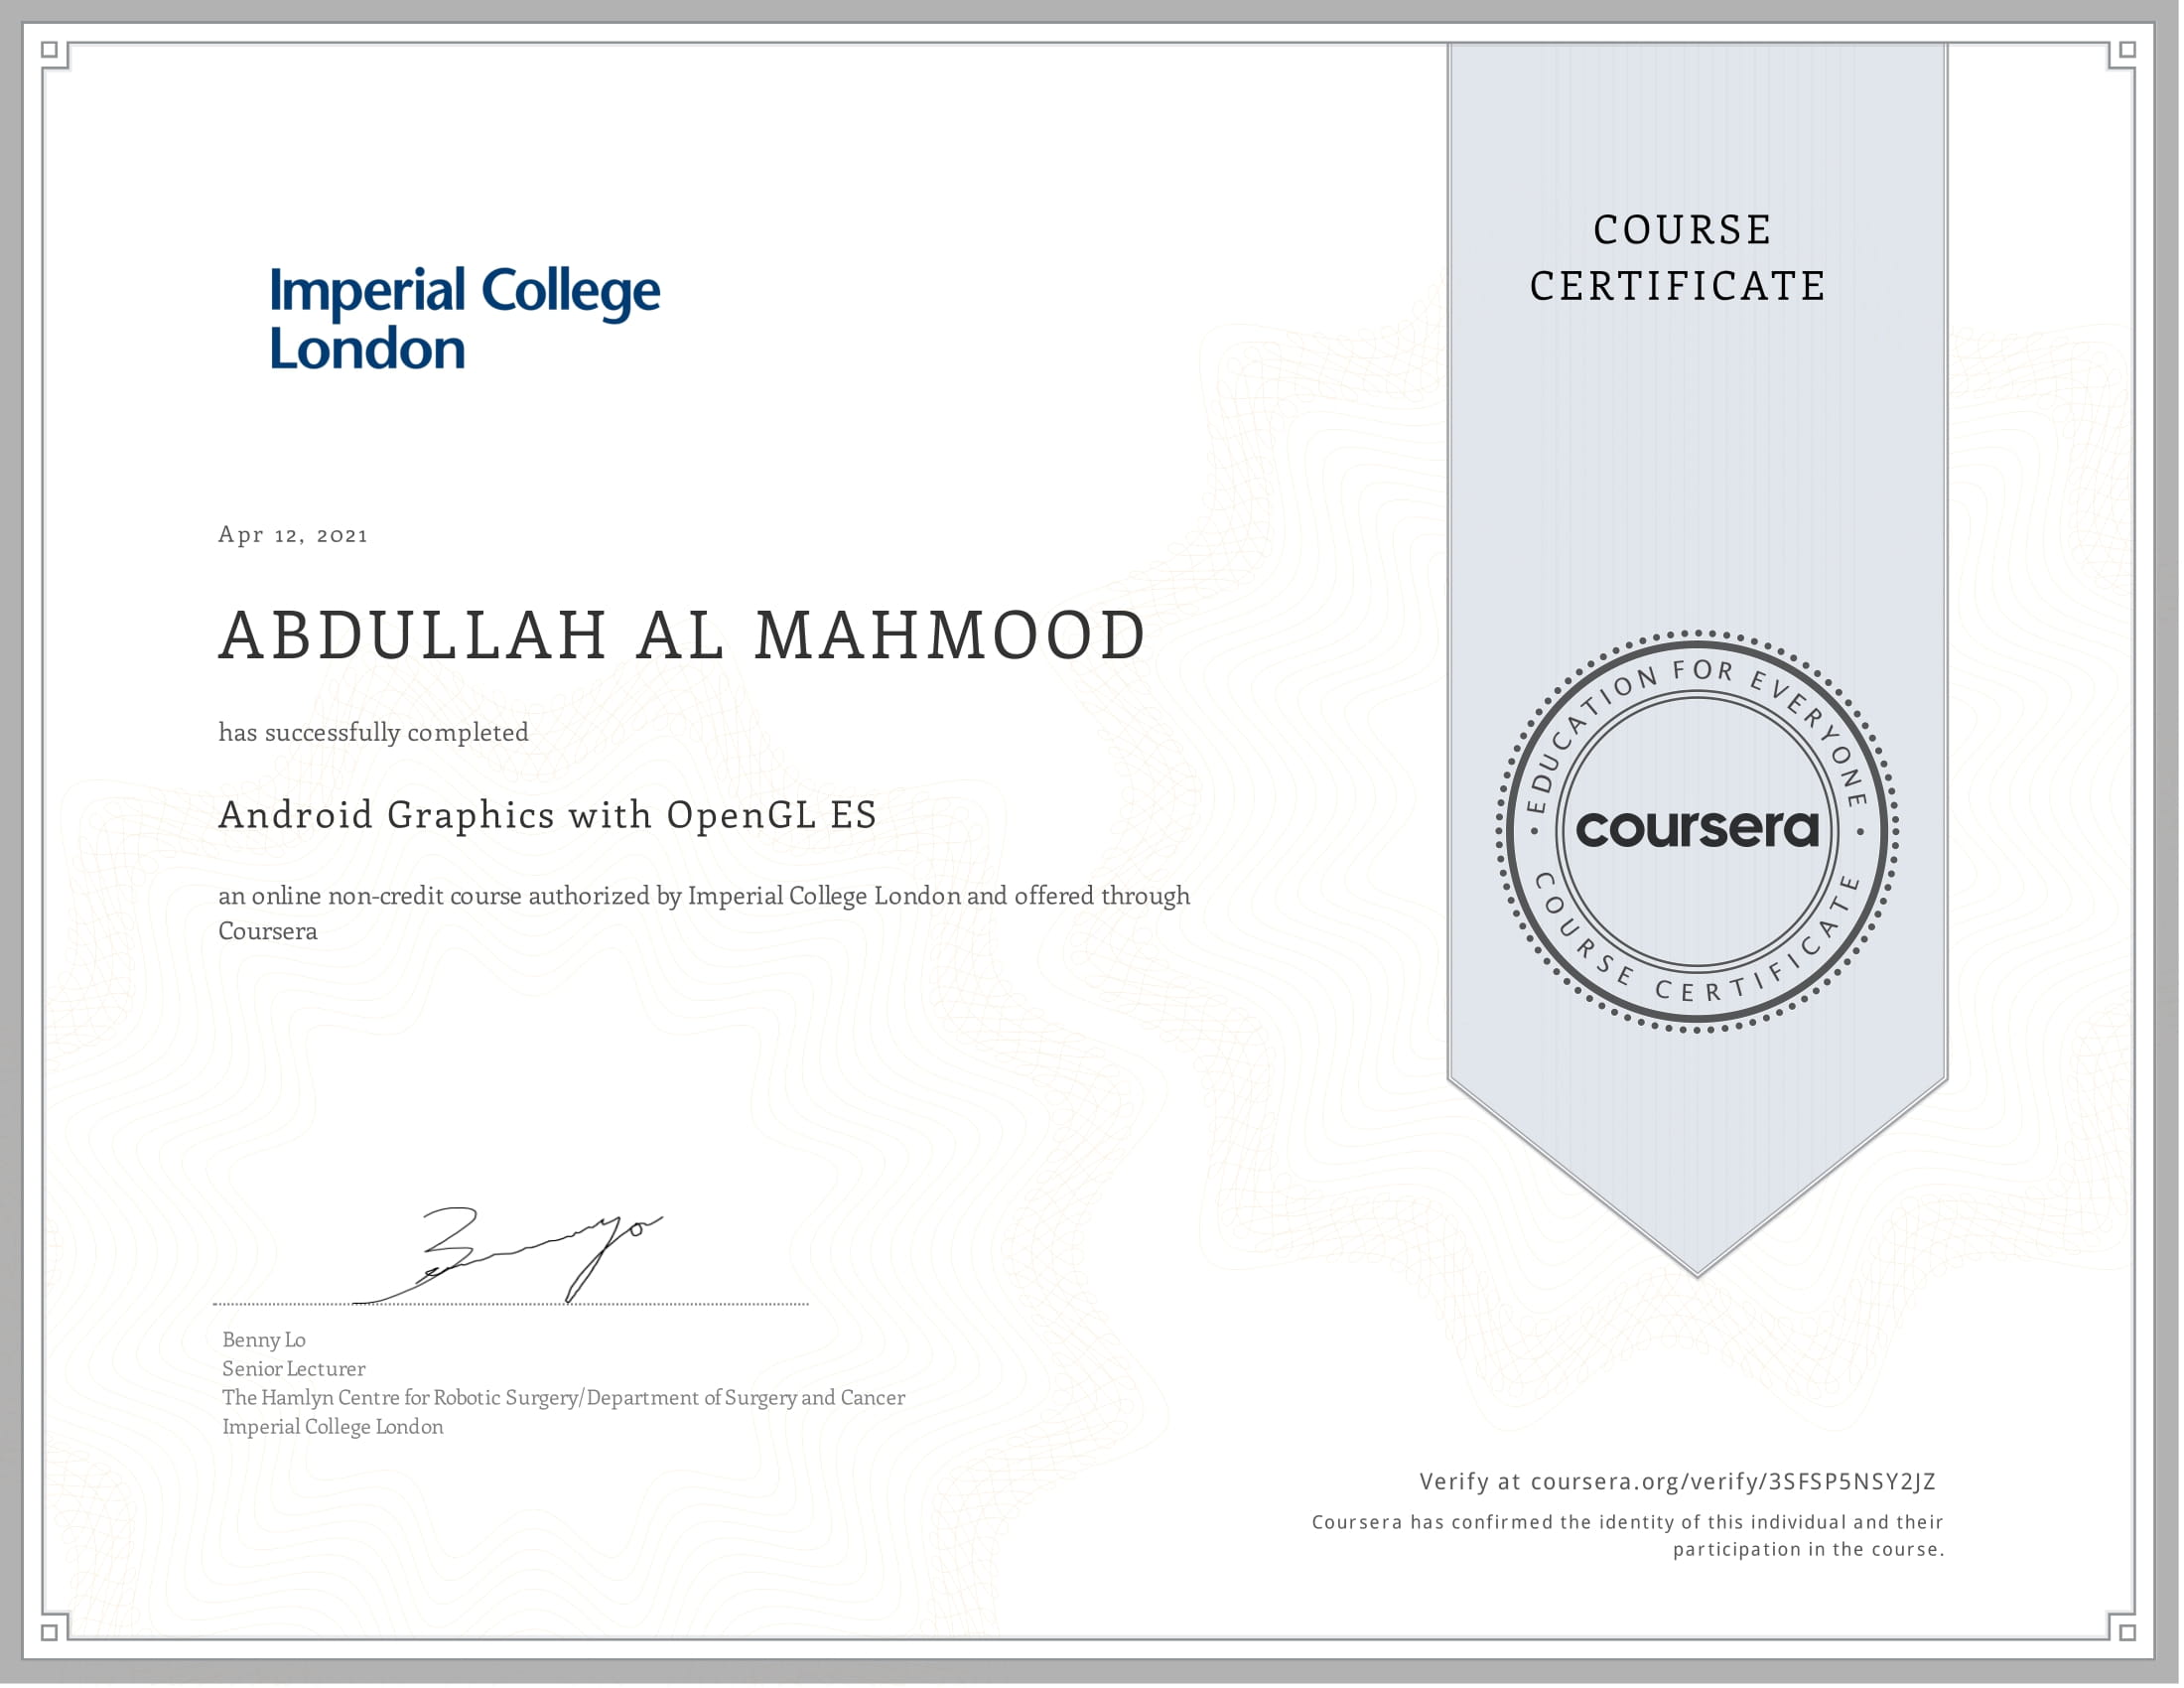 Imperial College
London
COURSE
CERTIFICATE
Apr 12, 2021
ABDULLAH AL MAHMOOD
has successfully completed
Android Graphics with OpenGL ES
an online non-credit course authorized by Imperial College London and offered through
Coursera
EDUCATION FOR EVERYONE
coursera
COURSE CERTIFICATE
Benny Lo
Senior Lecturer
The Hamlyn Centre for Robotic Surgery/Department of Surgery and Cancer
Imperial College London
Verify at coursera.org/verify/3SFSP5NSY2JZ
Coursera has confirmed the identity of this individual and their
participation in the course.